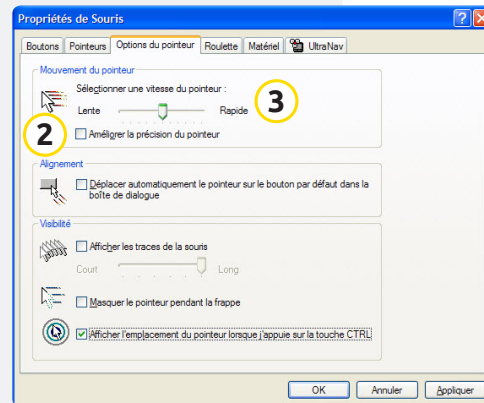 Propriétés de Souris
Boutons Pointeurs Options du pointeur Roulette Matériel UltraNav
Mouvement du pointeur
Sélectionner une vitesse du pointeur :
Lente Rapide 3
2 Améliorer la précision du pointeur
Alignement
Déplacer automatiquement le pointeur sur le bouton par défaut dans la
boîte de dialogue
Visibilité
Afficher les traces de la souris
Court Long
Masquer le pointeur pendant la frappe
Afficher l'emplacement du pointeur lorsque j'appuie sur la touche CTRL
OK Annuler Appliquer